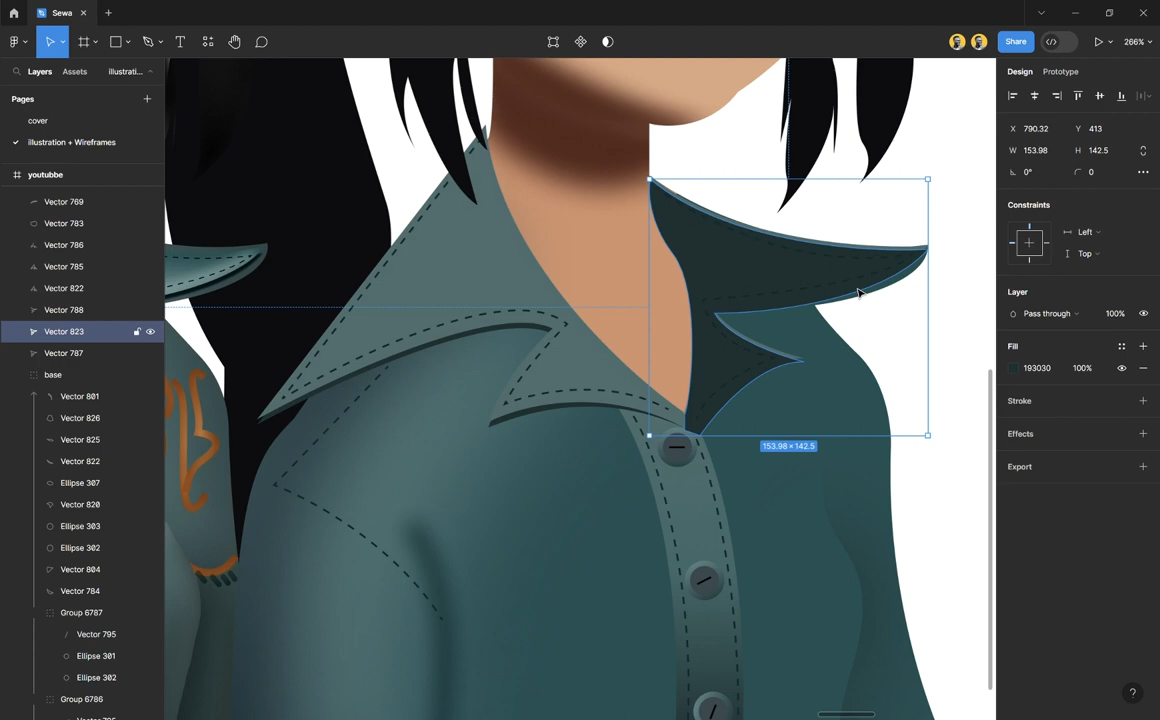 Sewa
Share
266%
Layers
Assets
illustrati...
Pages
cover
illustration + Wireframes
youtubbe
Vector 769
Vector 783
Vector 786
Vector 785
Vector 822
Vector 788
Vector 823
Vector 787
base
Vector 801
Vector 826
Vector 825
Vector 822
Ellipse 307
Vector 820
Ellipse 303
Ellipse 302
Vector 804
Vector 784
Group 6787
Vector 795
Ellipse 301
Ellipse 302
Group 6786
153.98 × 142.5
Design
Prototype
X 790.32 Y 413
W 153.98 H 142.5
0° 0
Constraints
Left
Top
Layer
Pass through 100%
Fill
193030 100%
Stroke
Effects
Export
?